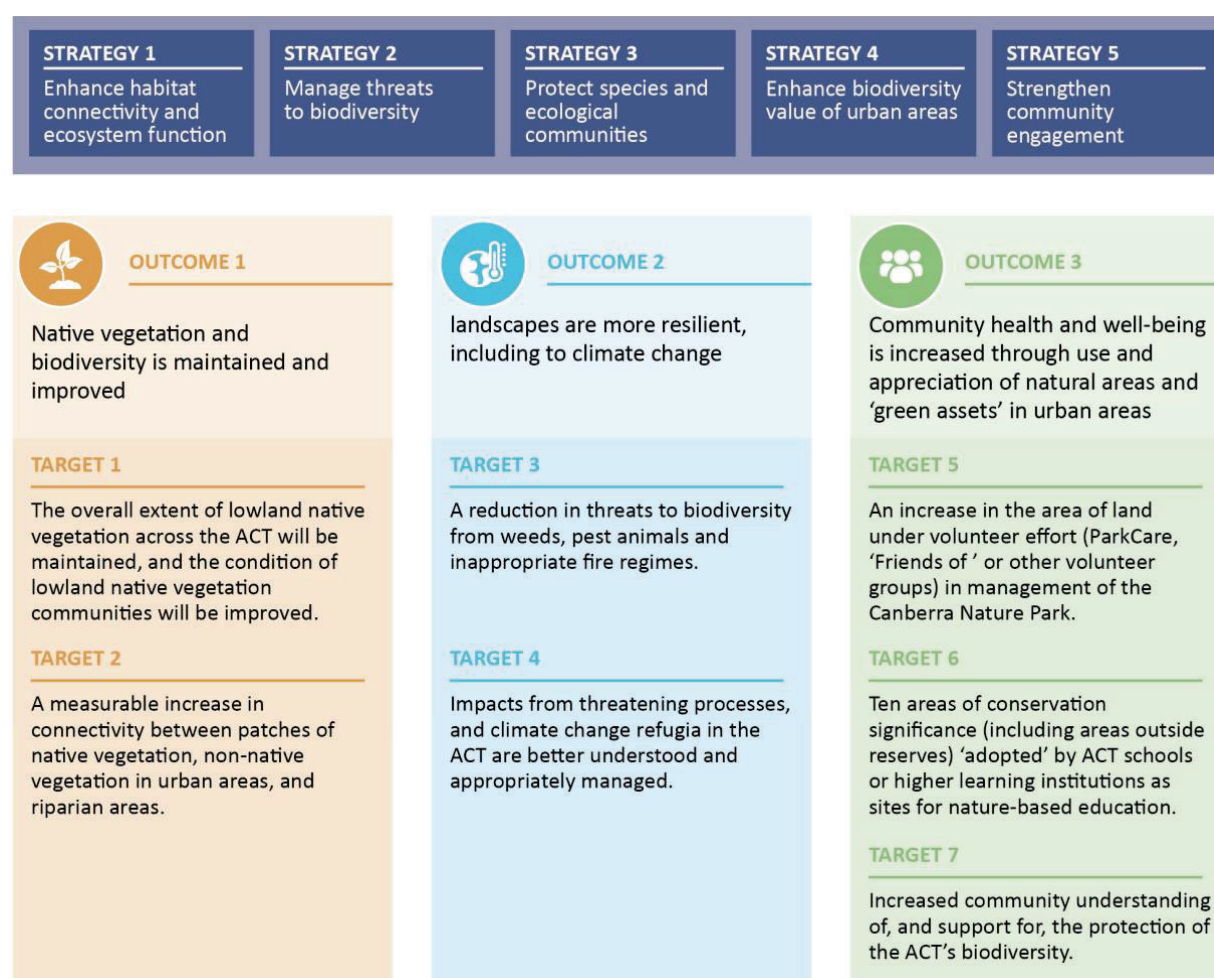 STRATEGY 1
Enhance habitat
connectivity and
ecosystem function
STRATEGY 2
Manage threats
to biodiversity
STRATEGY 3
Protect species and
ecological
communities
STRATEGY 4
Enhance biodiversity
value of urban areas
STRATEGY 5
Strengthen
community
engagement
OUTCOME 1
Native vegetation and
biodiversity is maintained and
improved
TARGET 1
The overall extent of lowland native
vegetation across the ACT will be
maintained, and the condition of
lowland native vegetation
communities will be improved.
TARGET 2
A measurable increase in
connectivity between patches of
native vegetation, non-native
vegetation in urban areas, and
riparian areas.
OUTCOME 2
landscapes are more resilient,
including to climate change
TARGET 3
A reduction in threats to biodiversity
from weeds, pest animals and
inappropriate fire regimes.
TARGET 4
Impacts from threatening processes,
and climate change refugia in the
ACT are better understood and
appropriately managed.
OUTCOME 3
Community health and well-being
is increased through use and
appreciation of natural areas and
‘green assets’ in urban areas
TARGET 5
An increase in the area of land
under volunteer effort (ParkCare,
‘Friends of ’ or other volunteer
groups) in management of the
Canberra Nature Park.
TARGET 6
Ten areas of conservation
significance (including areas outside
reserves) ‘adopted’ by ACT schools
or higher learning institutions as
sites for nature-based education.
TARGET 7
Increased community understanding
of, and support for, the protection of
the ACT’s biodiversity.